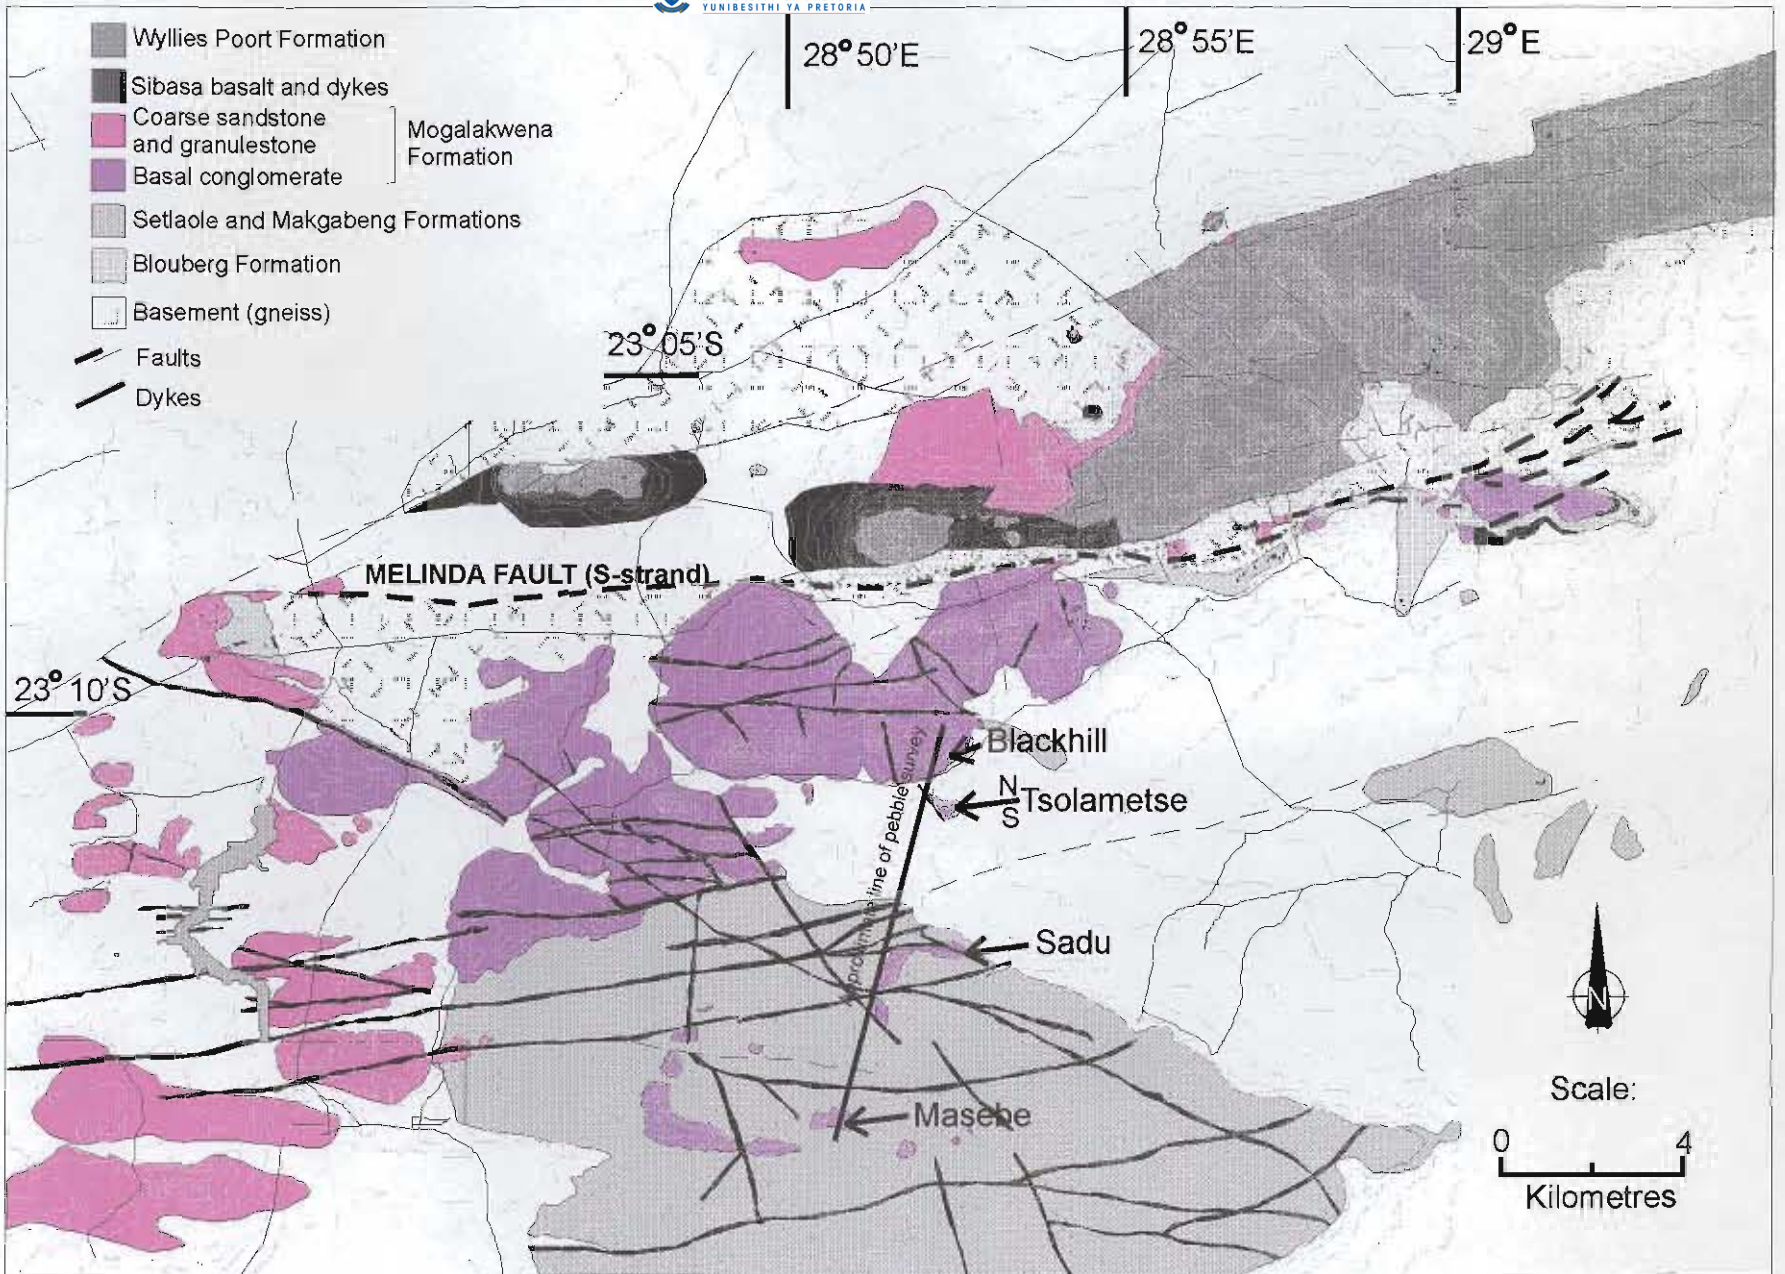 YUNIBESITHI YA PRETORIA
Wyllies Poort Formation
Sibasa basalt and dykes
Coarse sandstone
and granulestone
Basal conglomerate
Mogalakwena
Formation
Setlaole and Makgabeng Formations
Blouberg Formation
Basement (gneiss)
Faults
Dykes
28° 50'E
28° 55'E
29° E
23° 05'S
MELINDA FAULT (S-strand)
23° 10'S
Blackhill
N
S
Tsolametse
line of pebble survey
Sadu
Masebe
N
Scale:
0 4
Kilometres